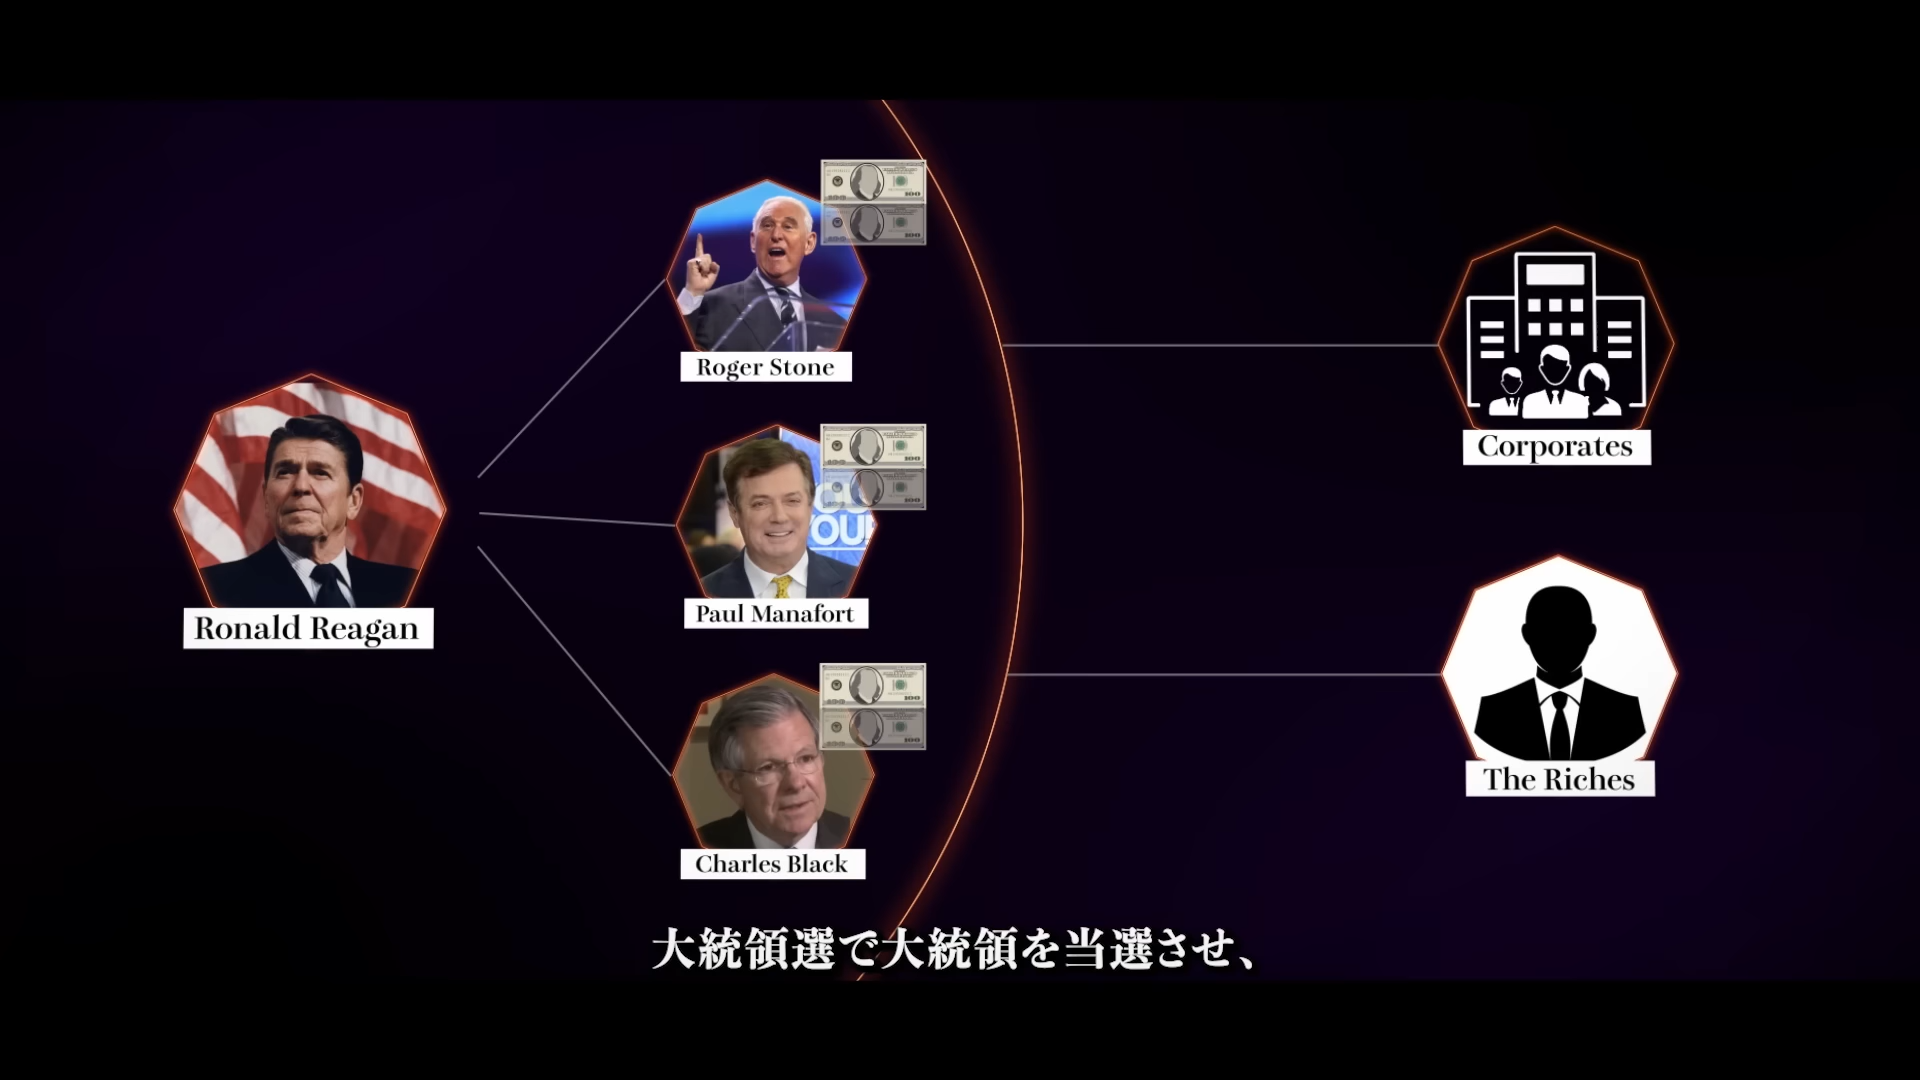 Roger Stone
Corporates
YOU
Paul Manafort
Ronald Reagan
The Riches
Charles Black
大統領選で大統領を当選させ、